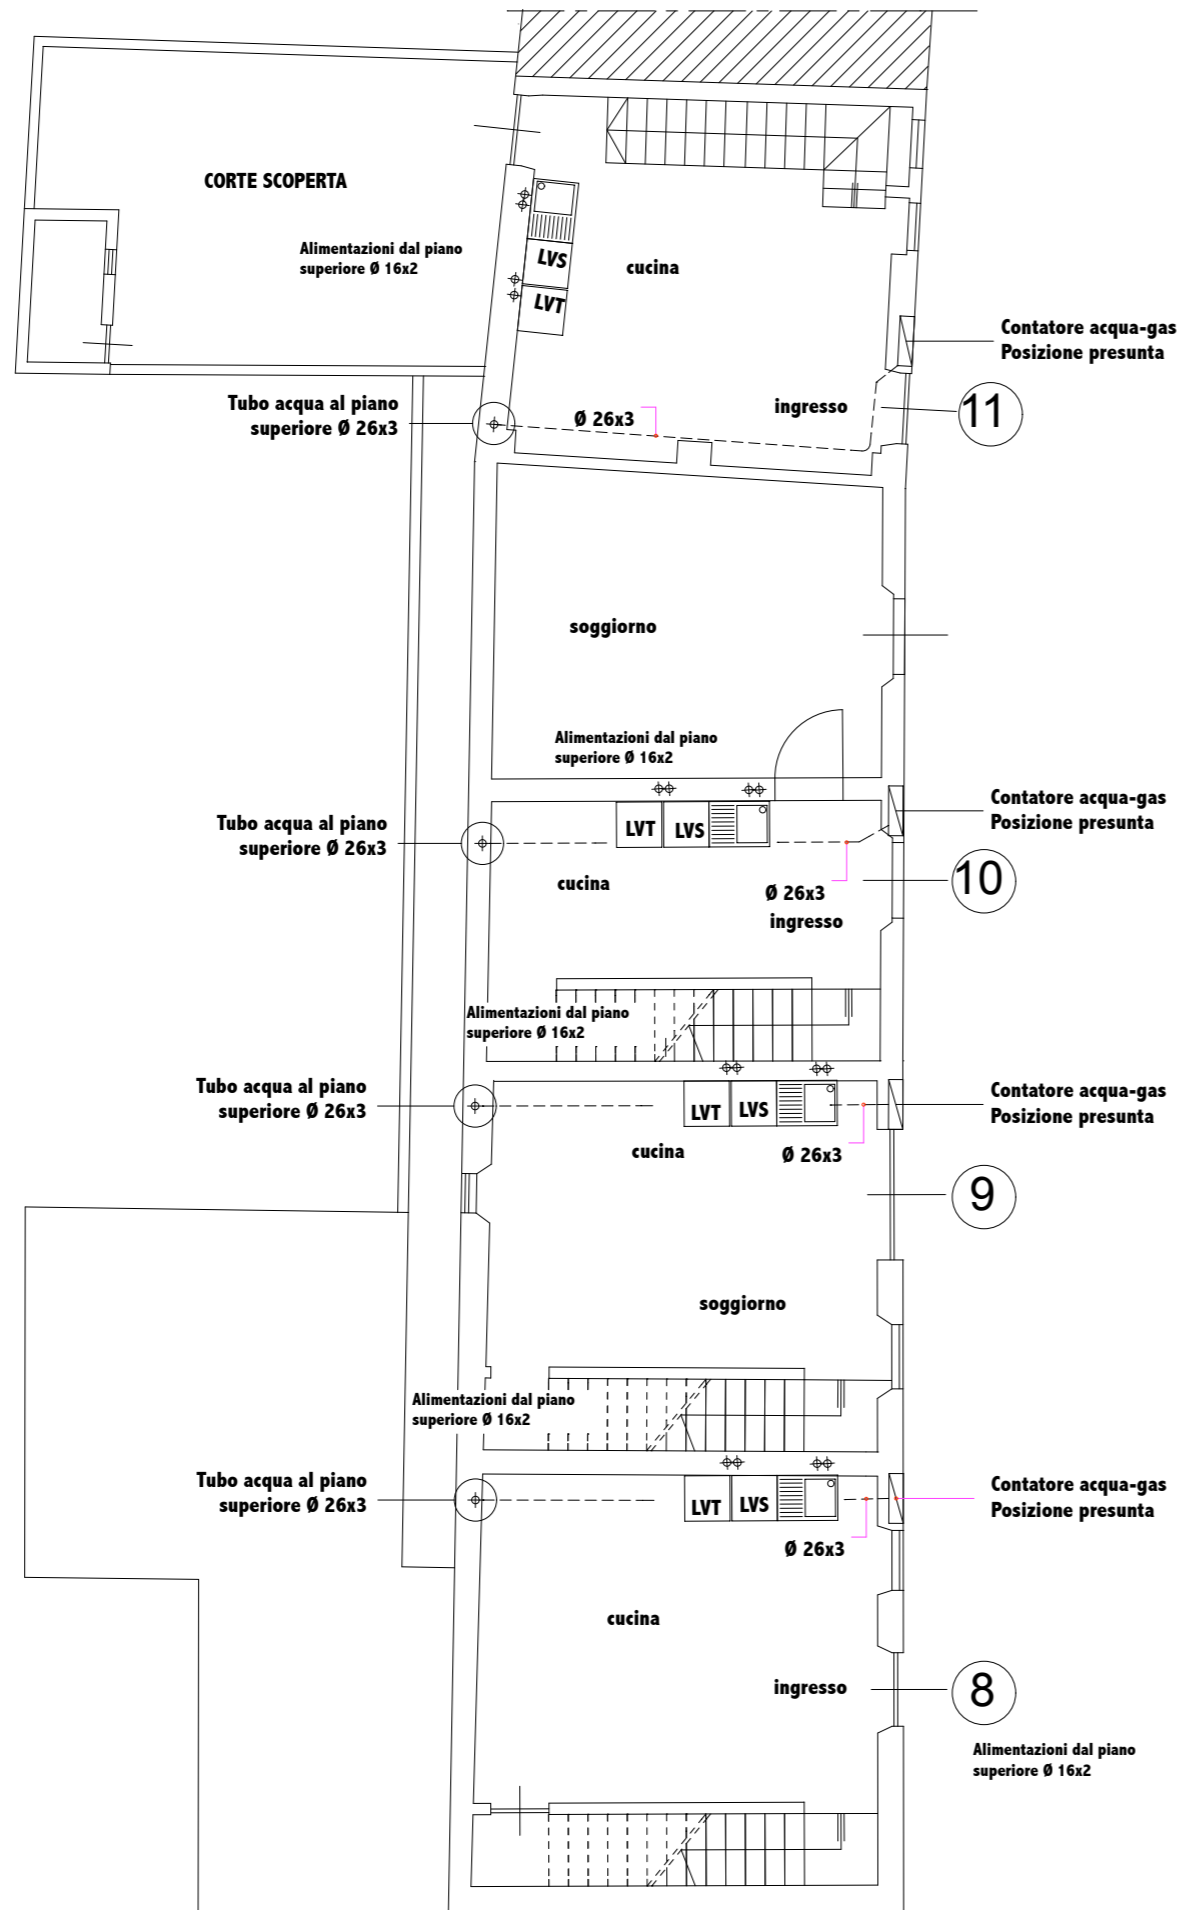 CORTE SCOPERTA
Alimentazioni dal piano
superiore Ø 16x2
LVS
LVT
cucina
Contatore acqua-gas
Posizione presunta
Tubo acqua al piano
superiore Ø 26x3
Ø 26x3
ingresso
11
soggiorno
Alimentazioni dal piano
superiore Ø 16x2
Contatore acqua-gas
Posizione presunta
Tubo acqua al piano
superiore Ø 26x3
LVT
LVS
cucina
Ø 26x3
ingresso
10
Alimentazioni dal piano
superiore Ø 16x2
Tubo acqua al piano
superiore Ø 26x3
LVT
LVS
Contatore acqua-gas
Posizione presunta
cucina
Ø 26x3
9
soggiorno
Alimentazioni dal piano
superiore Ø 16x2
Tubo acqua al piano
superiore Ø 26x3
LVT
LVS
Contatore acqua-gas
Posizione presunta
Ø 26x3
cucina
ingresso
8
Alimentazioni dal piano
superiore Ø 16x2